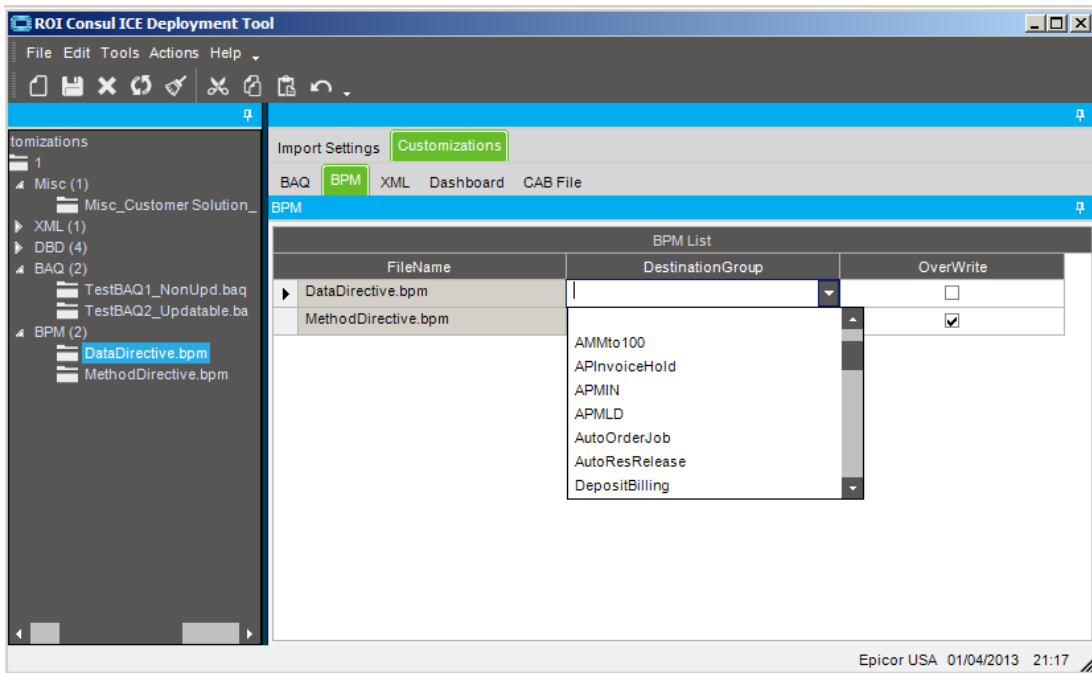 ROI Consul ICE Deployment Tool
File Edit Tools Actions Help
tomizations
1
Misc (1)
Misc_Customer Solution_
XML (1)
DBD (4)
BAQ (2)
TestBAQ1_NonUpd.baq
TestBAQ2_Updatable.ba
BPM (2)
DataDirective.bpm
MethodDirective.bpm
Import Settings Customizations
BAQ BPM XML Dashboard CAB File
BPM
BPM List
FileName DestinationGroup OverWrite
DataDirective.bpm
MethodDirective.bpm
AMMto100
APInvoiceHold
APMIN
APMLD
AutoOrderJob
AutoResRelease
DepositBilling
Epicor USA 01/04/2013 21:17